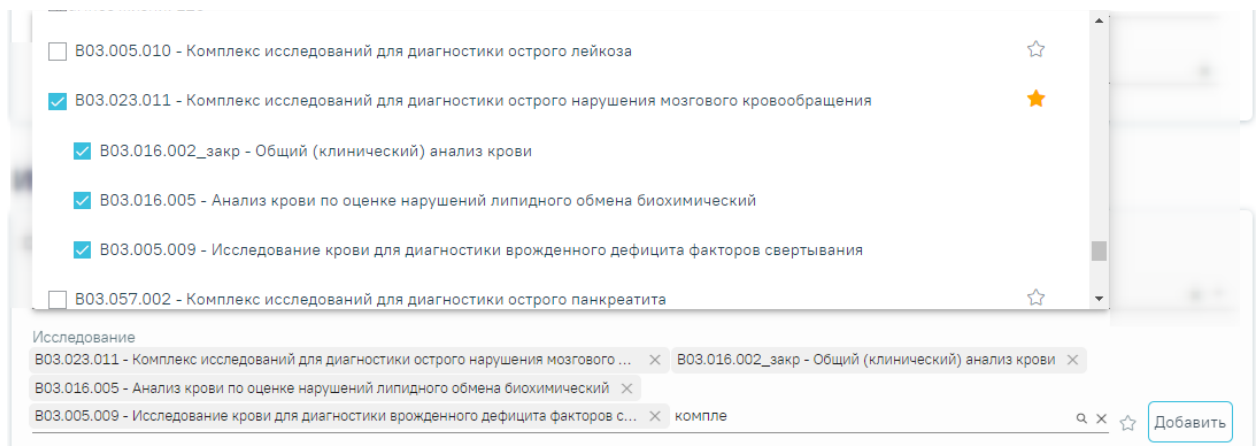 B03.005.010 - Комплекс исследований для диагностики острого лейкоза
B03.023.011 - Комплекс исследований для диагностики острого нарушения мозгового кровообращения
B03.016.002_закр - Общий (клинический) анализ крови
B03.016.005 - Анализ крови по оценке нарушений липидного обмена биохимический
B03.005.009 - Исследование крови для диагностики врожденного дефицита факторов свертывания
B03.057.002 - Комплекс исследований для диагностики острого панкреатита
Исследование
B03.023.011 - Комплекс исследований для диагностики острого нарушения мозгового ... × B03.016.002_закр - Общий (клинический) анализ крови ×
B03.016.005 - Анализ крови по оценке нарушений липидного обмена биохимический ×
B03.005.009 - Исследование крови для диагностики врожденного дефицита факторов с... × компле
Добавить